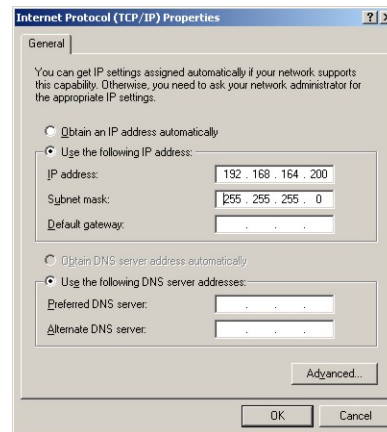 Internet Protocol (TCP/IP) Properties
General
You can get IP settings assigned automatically if your network supports
this capability. Otherwise, you need to ask your network administrator for
the appropriate IP settings.
Obtain an IP address automatically
Use the following IP address:
IP address: 192 . 168 . 164 . 200
Subnet mask: 255 . 255 . 255 . 0
Default gateway: . . .
Obtain DNS server address automatically
Use the following DNS server addresses:
Preferred DNS server: . . .
Alternate DNS server: . . .
Advanced...
OK Cancel